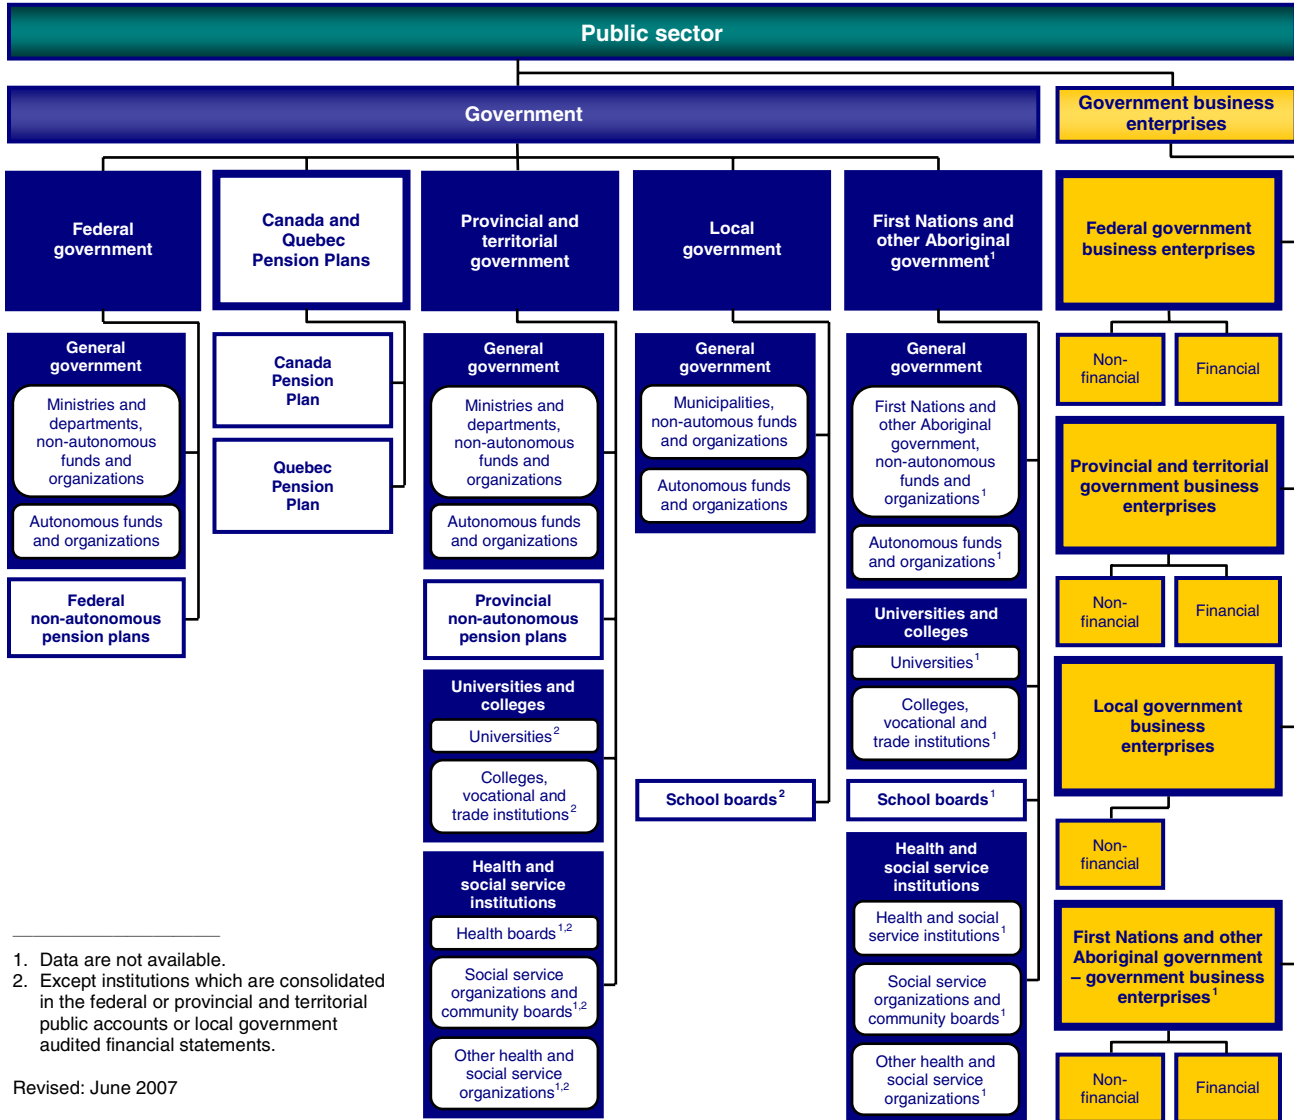 Public sector
Government
Government business
enterprises
Federal
government
Canada and
Quebec
Pension Plans
Provincial and
territorial
government
Local
government
First Nations and
other Aboriginal
government1
Federal government
business enterprises
General
government
Ministries and
departments,
non-autonomous
funds and
organizations
Autonomous funds
and organizations
Federal
non-autonomous
pension plans
Canada
Pension
Plan
Quebec
Pension
Plan
General
government
Ministries and
departments,
non-autonomous
funds and
organizations
Autonomous funds
and organizations
Provincial
non-autonomous
pension plans
Universities and
colleges
Universities2
Colleges,
vocational and
trade institutions2
Health and
social service
institutions
Health boards1,2
Social service
organizations and
community boards1,2
Other health and
social service
organizations1,2
General
government
Municipalities,
non-automous funds
and organizations
Autonomous funds
and organizations
School boards2
General
government
First Nations and
other Aboriginal
government,
non-autonomous
funds and
organizations1
Autonomous funds
and organizations1
Universities and
colleges
Universities1
Colleges,
vocational and
trade institutions1
School boards1
Health and
social service
institutions
Health and social
service institutions1
Social service
organizations and
community boards1
Other health and
social service
organizations1
Non-
financial
Financial
Provincial and territorial
government business
enterprises
Non-
financial
Financial
Local government
business
enterprises
Non-
financial
First Nations and other
Aboriginal government
– government business
enterprises1
Non-
financial
Financial
1. Data are not available.
2. Except institutions which are consolidated
in the federal or provincial and territorial
public accounts or local government
audited financial statements.
Revised: June 2007